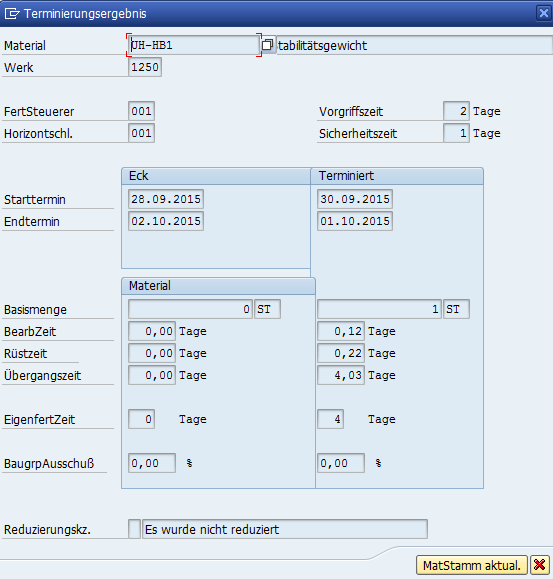 Terminierungsergebnis
Material UH-HB1 tabilitätsgewicht
Werk 1250
FertSteuerer 001 Vorgriffszeit 2 Tage
Horizontschl. 001 Sicherheitszeit 1 Tage
Eck Terminiert
Starttermin 28.09.2015 30.09.2015
Endtermin 02.10.2015 01.10.2015
Material
Basismenge 0 ST 1 ST
BearbZeit 0,00 Tage 0,12 Tage
Rüstzeit 0,00 Tage 0,22 Tage
Übergangszeit 0,00 Tage 4,03 Tage
EigenfertZeit 0 Tage 4 Tage
BaugrpAusschuß 0,00 % 0,00 %
Reduzierungskz. Es wurde nicht reduziert
MatStamm aktual.